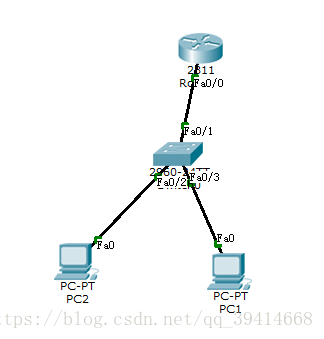 2811
Fa0/0
Fa0/1
Fa0/2
Fa0/3
Fa0
Fa0
PC-PT
PC2
PC-PT
PC1
https://blog.csdn.net/qq_39414668